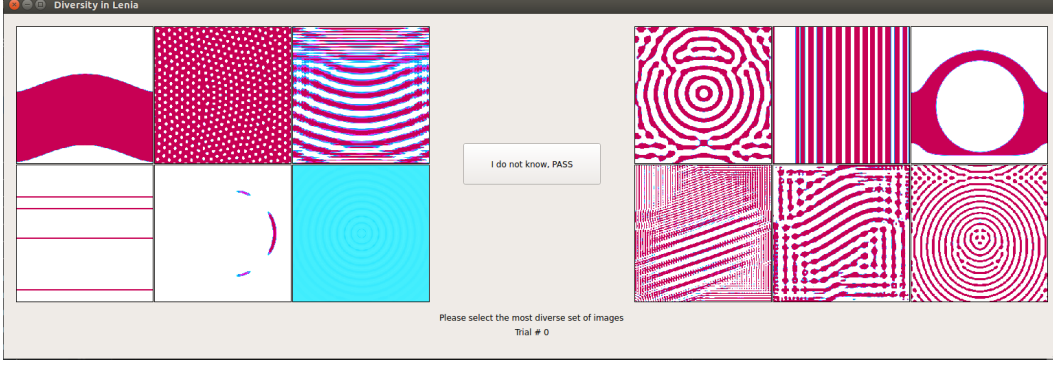 Diversity in Lenia
I do not know, PASS
Please select the most diverse set of images
Trial # 0